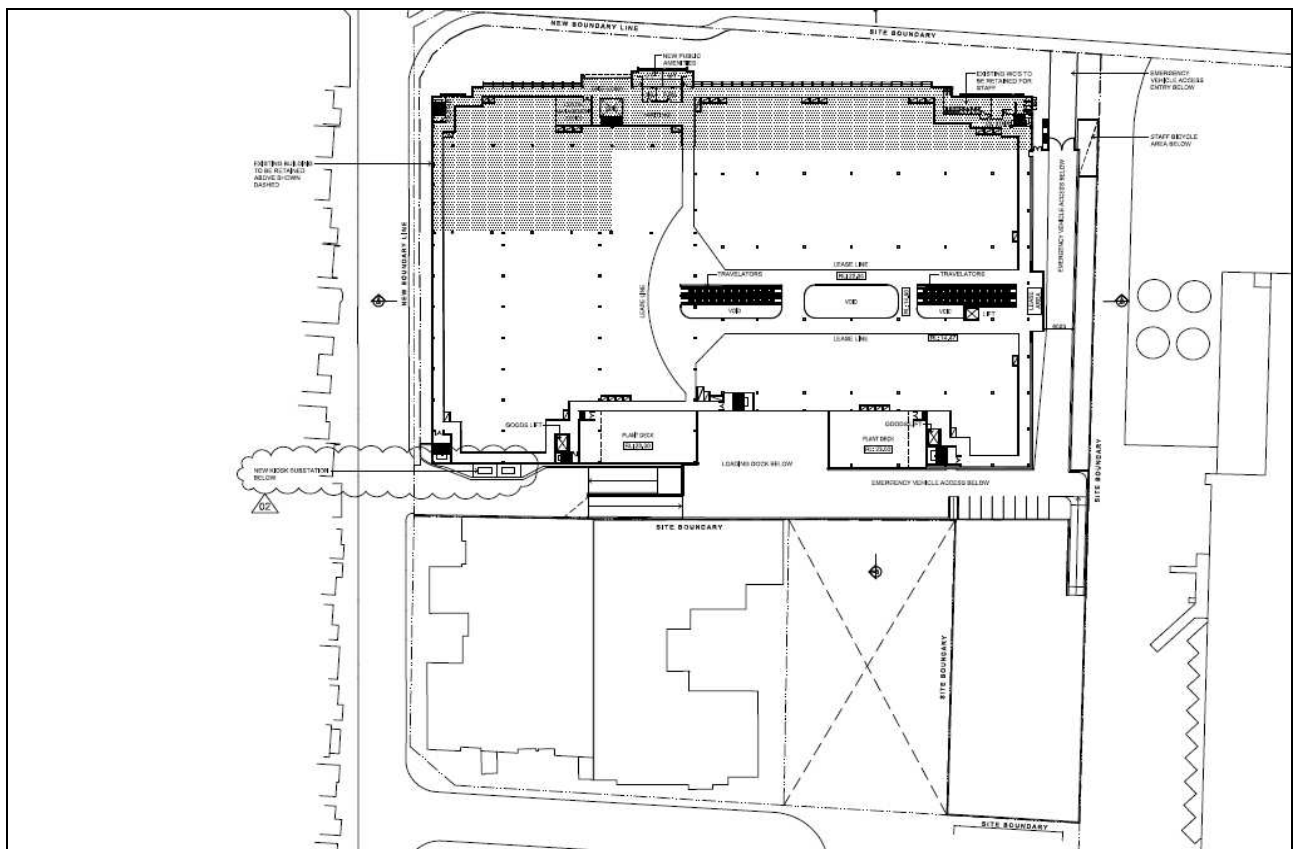 NEW BOUNDARY LINE
SITE BOUNDARY
NEW PUBLIC
AMENITIES
EXISTING WC'S TO
BE RETAINED FOR
STAFF
EMERGENCY
VEHICLE ACCESS
ENTRY BELOW
STAFF BICYCLE
AREA BELOW
EXISTING BUILDING
TO BE RETAINED
ABOVE SHOWN
DASHED
NEW BOUNDARY LINE
EMERGENCY VEHICLE ACCESS BELOW
LEASE LINE
TRAVELATORS
TRAVELATORS
LEASE LINE
VOID
VOID
VOID
LIFT
LEASE
AREA
LEASE LINE
GOODS LIFT
GOODS LIFT
PLANT DECK
PLANT DECK
LOADING DOCK BELOW
NEW KIOSK SUBSTATION
BELOW
02
EMERGENCY VEHICLE ACCESS BELOW
SITE BOUNDARY
SITE BOUNDARY
SITE BOUNDARY
SITE BOUNDARY